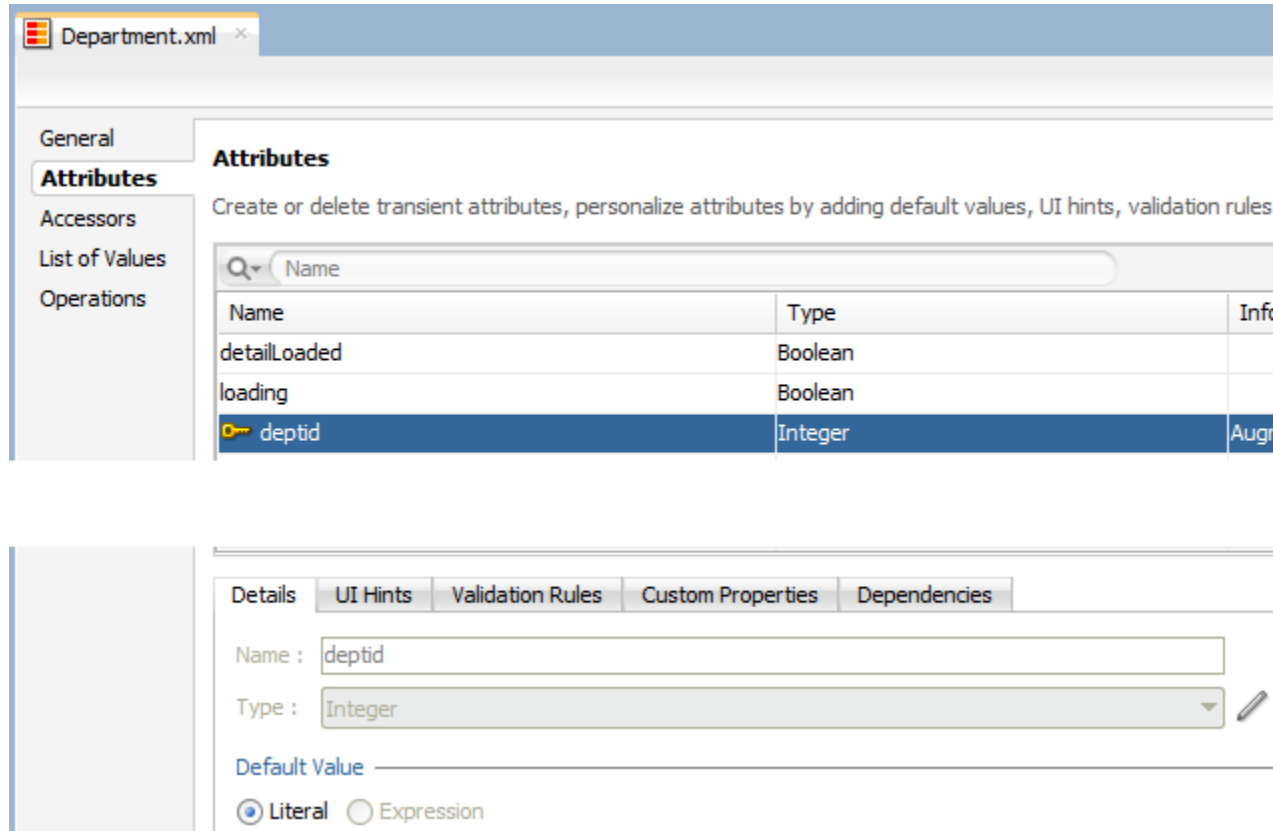 Department.xml
General
Attributes
Accessors
List of Values
Operations
Attributes
Create or delete transient attributes, personalize attributes by adding default values, UI hints, validation rules
Name
Name Type
detailLoaded Boolean
loading Boolean
deptid Integer
Details UI Hints Validation Rules Custom Properties Dependencies
Name : deptid
Type : Integer
Default Value
Literal Expression